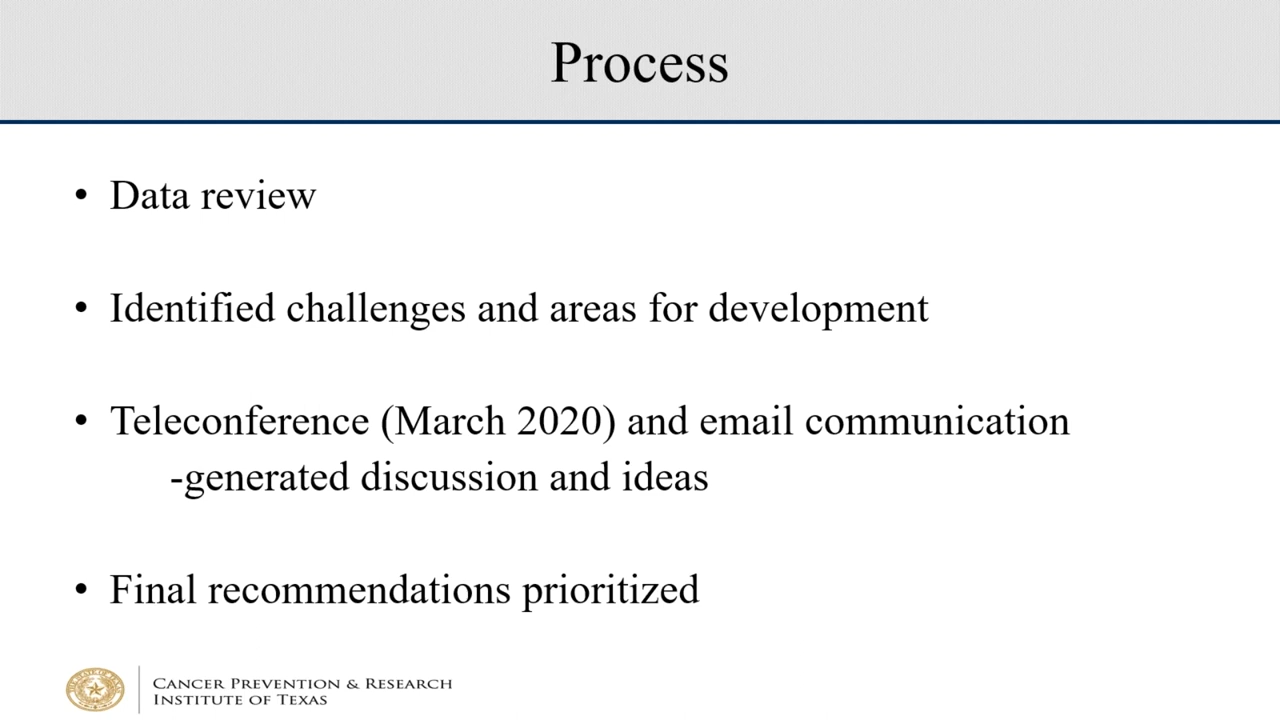 Process
• Data review
• Identified challenges and areas for development
• Teleconference (March 2020) and email communication
-generated discussion and ideas
• Final recommendations prioritized
CANCER PREVENTION & RESEARCH
INSTITUTE OF TEXAS